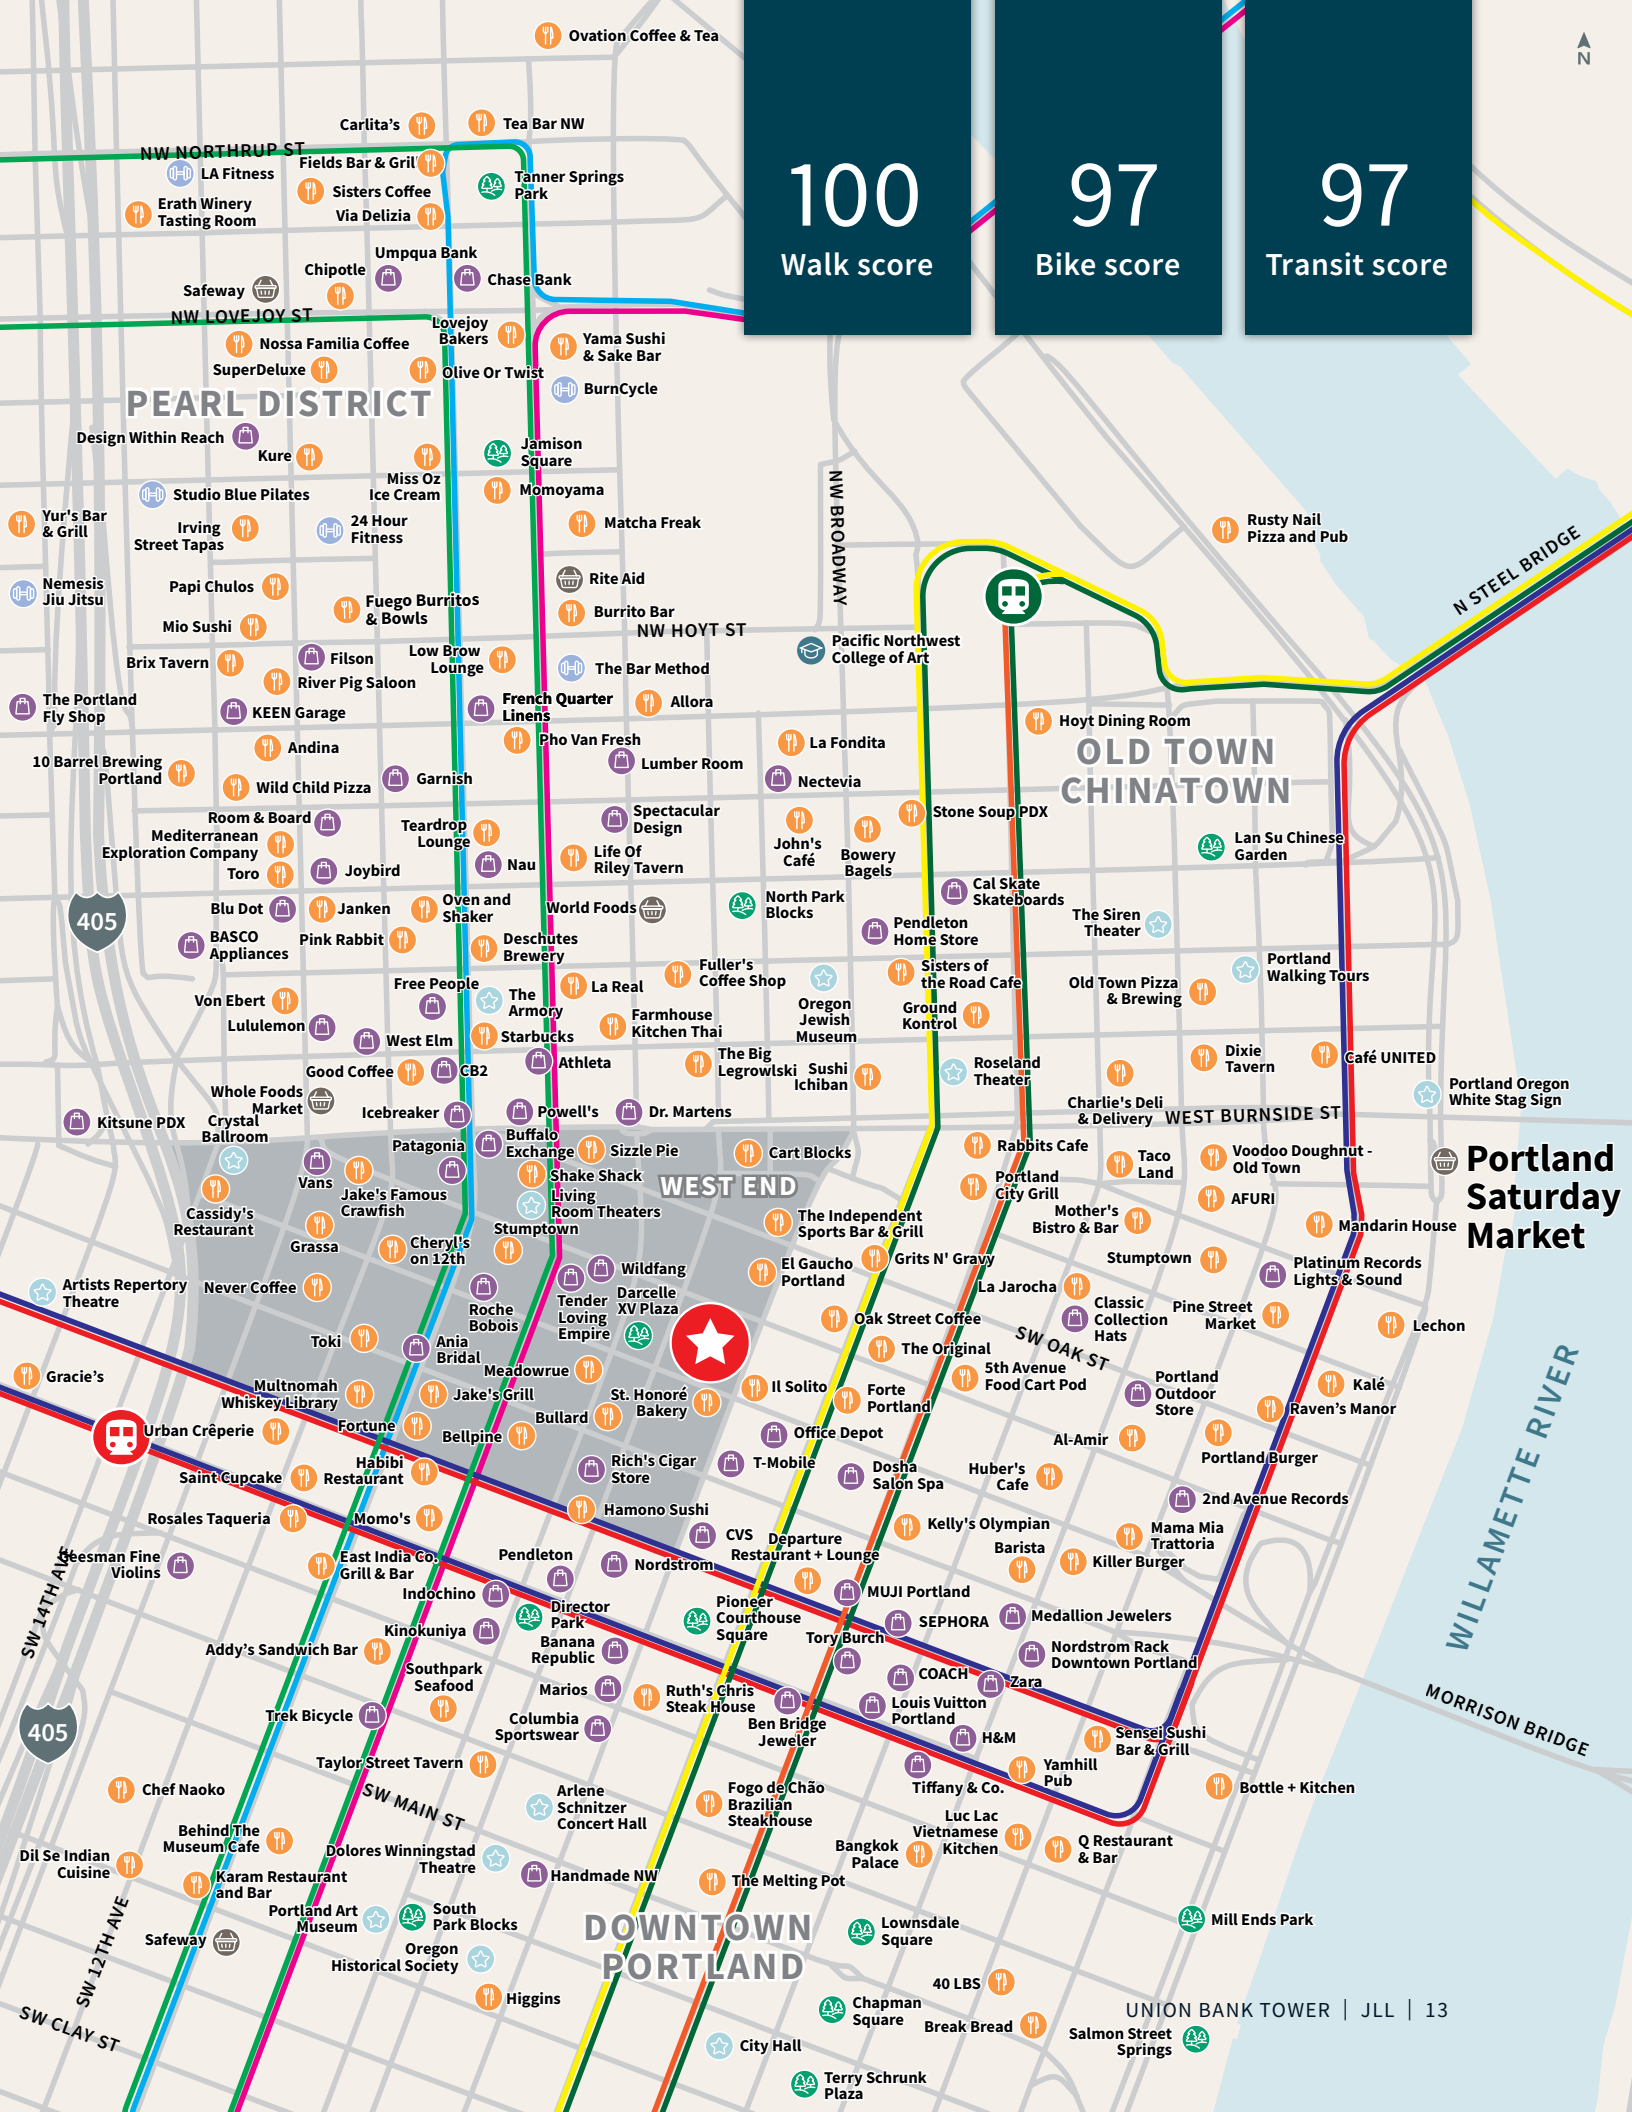 Ovation Coffee & Tea
100
Walk score
97
Bike score
97
Transit score
N
Carlita's
Tea Bar NW
NW NORTHRUP ST
Fields Bar & Grill
LA Fitness
Sisters Coffee
Tanner Springs
Park
Erath Winery
Tasting Room
Via Delizia
Umpqua Bank
Chipotle
Chase Bank
Safeway
NW LOVEJOY ST
Lovejoy
Bakers
Nossa Familia Coffee
Yama Sushi
& Sake Bar
SuperDeluxe
Olive Or Twist
BurnCycle
PEARL DISTRICT
Design Within Reach
Kure
Jamison
Square
Miss Oz
Ice Cream
Momoyama
Studio Blue Pilates
Yur's Bar
& Grill
Irving
Street Tapas
24 Hour
Fitness
Matcha Freak
NW BROADWAY
Rusty Nail
Pizza and Pub
N STEEL BRIDGE
Nemesis
Jiu Jitsu
Papi Chulos
Rite Aid
Fuego Burritos
& Bowls
Burrito Bar
Mio Sushi
NW HOYT ST
Pacific Northwest
College of Art
Brix Tavern
Filson
Low Brow
Lounge
The Bar Method
River Pig Saloon
The Portland
Fly Shop
KEEN Garage
French Quarter
Linens
Allora
Hoyt Dining Room
Andina
Pho Van Fresh
La Fondita
OLD TOWN
CHINATOWN
10 Barrel Brewing
Portland
Wild Child Pizza
Garnish
Lumber Room
Nectevia
Room & Board
Spectacular
Design
Stone Soup PDX
Mediterranean
Exploration Company
Teardrop
Lounge
John's
Café
Bowery
Bagels
Lan Su Chinese
Garden
Toro
Joybird
Nau
Life Of
Riley Tavern
Cal Skate
Skateboards
405
Blu Dot
Janken
Oven and
Shaker
World Foods
North Park
Blocks
Pendleton
Home Store
The Siren
Theater
BASCO
Appliances
Pink Rabbit
Deschutes
Brewery
Portland
Walking Tours
Free People
The
Armory
La Real
Fuller's
Coffee Shop
Oregon
Jewish
Museum
Sisters of
the Road Cafe
Old Town Pizza
& Brewing
Von Ebert
Lululemon
Farmhouse
Kitchen Thai
Ground
Kontrol
West Elm
Starbucks
Good Coffee
CB2
Athleta
The Big
Legrowlski
Sushi
Ichiban
Roseland
Theater
Dixie
Tavern
Café UNITED
Whole Foods
Market
Icebreaker
Powell's
Dr. Martens
Charlie's Deli
& Delivery
WEST BURNSIDE ST
Portland Oregon
White Stag Sign
Kitsune PDX
Crystal
Ballroom
Patagonia
Buffalo
Exchange
Sizzle Pie
Cart Blocks
Rabbits Cafe
Taco
Land
Voodoo Doughnut -
Old Town
Portland
Saturday
Market
Vans
Jake's Famous
Crawfish
Shake Shack
WEST END
Living
Room Theaters
Portland
City Grill
AFURI
Cassidy's
Restaurant
Stumptown
The Independent
Sports Bar & Grill
Mother's
Bistro & Bar
Mandarin House
Grassa
Cheryl's
on 12th
Grits N' Gravy
Stumptown
Wildfang
El Gaucho
Portland
Platinum Records
Lights & Sound
Artists Repertory
Theatre
Never Coffee
Roche
Bobois
Tender
Loving
Empire
Darcelle
XV Plaza
La Jarocha
Classic
Collection
Hats
Pine Street
Market
Lechon
Oak Street Coffee
SW OAK ST
Toki
Ania
Bridal
The Original
Gracie's
Meadowrue
5th Avenue
Food Cart Pod
Multnomah
Whiskey Library
Jake's Grill
St. Honoré
Bakery
Il Solito
Forte
Portland
Portland
Outdoor
Store
Kalé
Raven's Manor
Urban Crêperie
Fortune
Bellpine
Bullard
Office Depot
Al-Amir
Portland Burger
Saint Cupcake
Habibi
Restaurant
Rich's Cigar
Store
T-Mobile
Dosha
Salon Spa
Huber's
Cafe
WILLAMETTE RIVER
2nd Avenue Records
Rosales Taqueria
Momo's
Hamono Sushi
CVS
Kelly's Olympian
Mama Mia
Trattoria
Departure
Restaurant + Lounge
Barista
Killer Burger
SW 14TH AVE
eesman Fine
Violins
East India Co.
Grill & Bar
Pendleton
Nordstrom
Indochino
MUJI Portland
Director
Park
Pioneer
Courthouse
Square
SEPHORA
Medallion Jewelers
Kinokuniya
Tory Burch
Addy's Sandwich Bar
Banana
Republic
Nordstrom Rack
Downtown Portland
Southpark
Seafood
COACH
Zara
Marios
Ruth's Chris
Steak House
Louis Vuitton
Portland
MORRISON BRIDGE
405
Trek Bicycle
Columbia
Sportswear
Ben Bridge
Jeweler
H&M
Sensei Sushi
Bar & Grill
Taylor Street Tavern
Tiffany & Co.
Yamhill
Pub
Chef Naoko
SW MAIN ST
Arlene
Schnitzer
Concert Hall
Fogo de Chão
Brazilian
Steakhouse
Bottle + Kitchen
Luc Lac
Vietnamese
Kitchen
Behind The
Museum Cafe
Dolores Winningstad
Theatre
Bangkok
Palace
Q Restaurant
& Bar
Dil Se Indian
Cuisine
Karam Restaurant
and Bar
Handmade NW
The Melting Pot
SW 12TH AVE
Portland Art
Museum
South
Park Blocks
DOWNTOWN
PORTLAND
Lownsdale
Square
Mill Ends Park
Safeway
Oregon
Historical Society
40 LBS
Higgins
Chapman
Square
UNION BANK TOWER | JLL | 13
SW CLAY ST
Break Bread
Salmon Street
Springs
City Hall
Terry Schrunk
Plaza